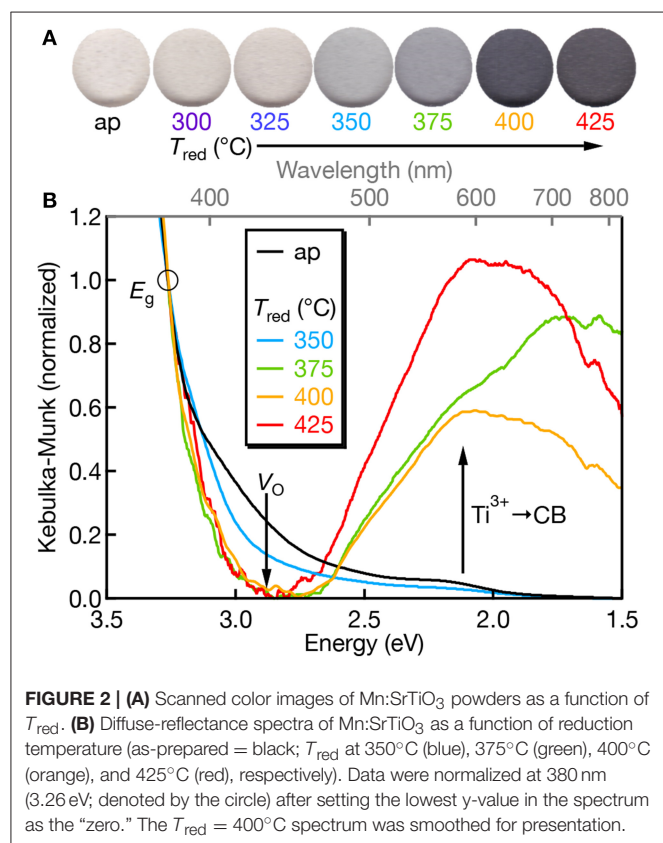 A
ap 300 325 350 375 400 425
Tred (°C)
Wavelength (nm)
B
400 500 600 700 800
1.2
1.0
0.8
0.6
0.4
0.2
0.0
Kebulka-Munk (normalized)
Eg
ap
Tred (°C)
350
375
400
425
VO
Ti3+→CB
3.5 3.0 2.5 2.0 1.5
Energy (eV)
FIGURE 2 | (A) Scanned color images of Mn:SrTiO3 powders as a function of
Tred. (B) Diffuse-reflectance spectra of Mn:SrTiO3 as a function of reduction
temperature (as-prepared = black; Tred at 350°C (blue), 375°C (green), 400°C
(orange), and 425°C (red), respectively). Data were normalized at 380 nm
(3.26 eV; denoted by the circle) after setting the lowest y-value in the spectrum
as the “zero.” The Tred = 400°C spectrum was smoothed for presentation.